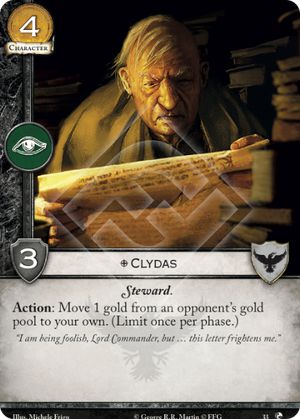 4
CHARACTER
3
CLYDAS
Steward.
Action: Move 1 gold from an opponent's gold
pool to your own. (Limit once per phase.)
"I am being foolish, Lord Commander, but ... this letter frightens me."
Illus. Michele Frigo © George R.R. Martin © FFG 33